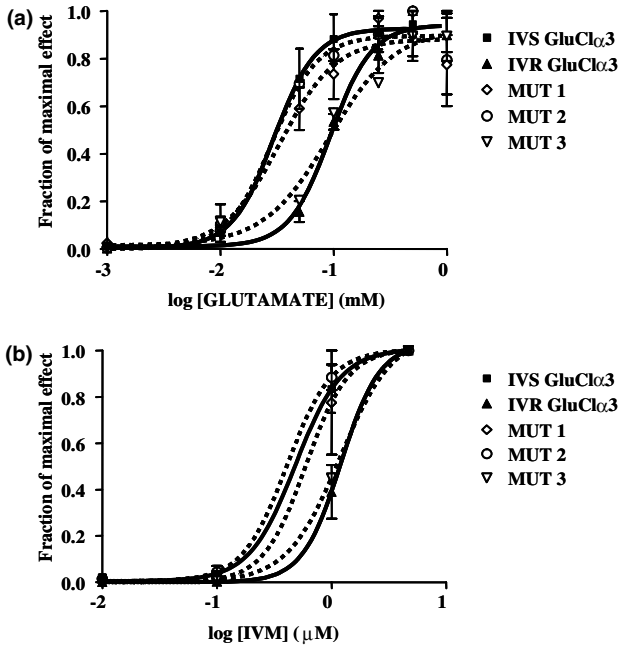 (a)
Fraction of maximal effect
1.0
0.8
0.6
0.4
0.2
0.0
-3
-2
-1
0
log [GLUTAMATE] (mM)
IVS GluClα3
IVR GluClα3
MUT 1
MUT 2
MUT 3
(b)
Fraction of maximal effect
1.0
0.8
0.6
0.4
0.2
0.0
-2
-1
0
1
log [IVM] (μM)
IVS GluClα3
IVR GluClα3
MUT 1
MUT 2
MUT 3